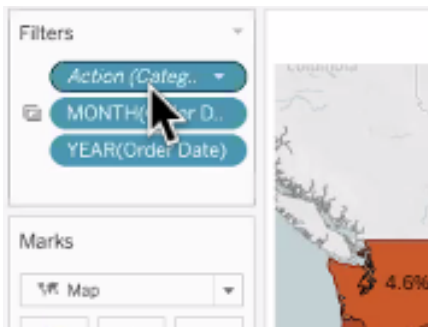 Filters
Action (Categ..
MONTH( r D..
YEAR(Order Date)
Marks
Map
4.6%